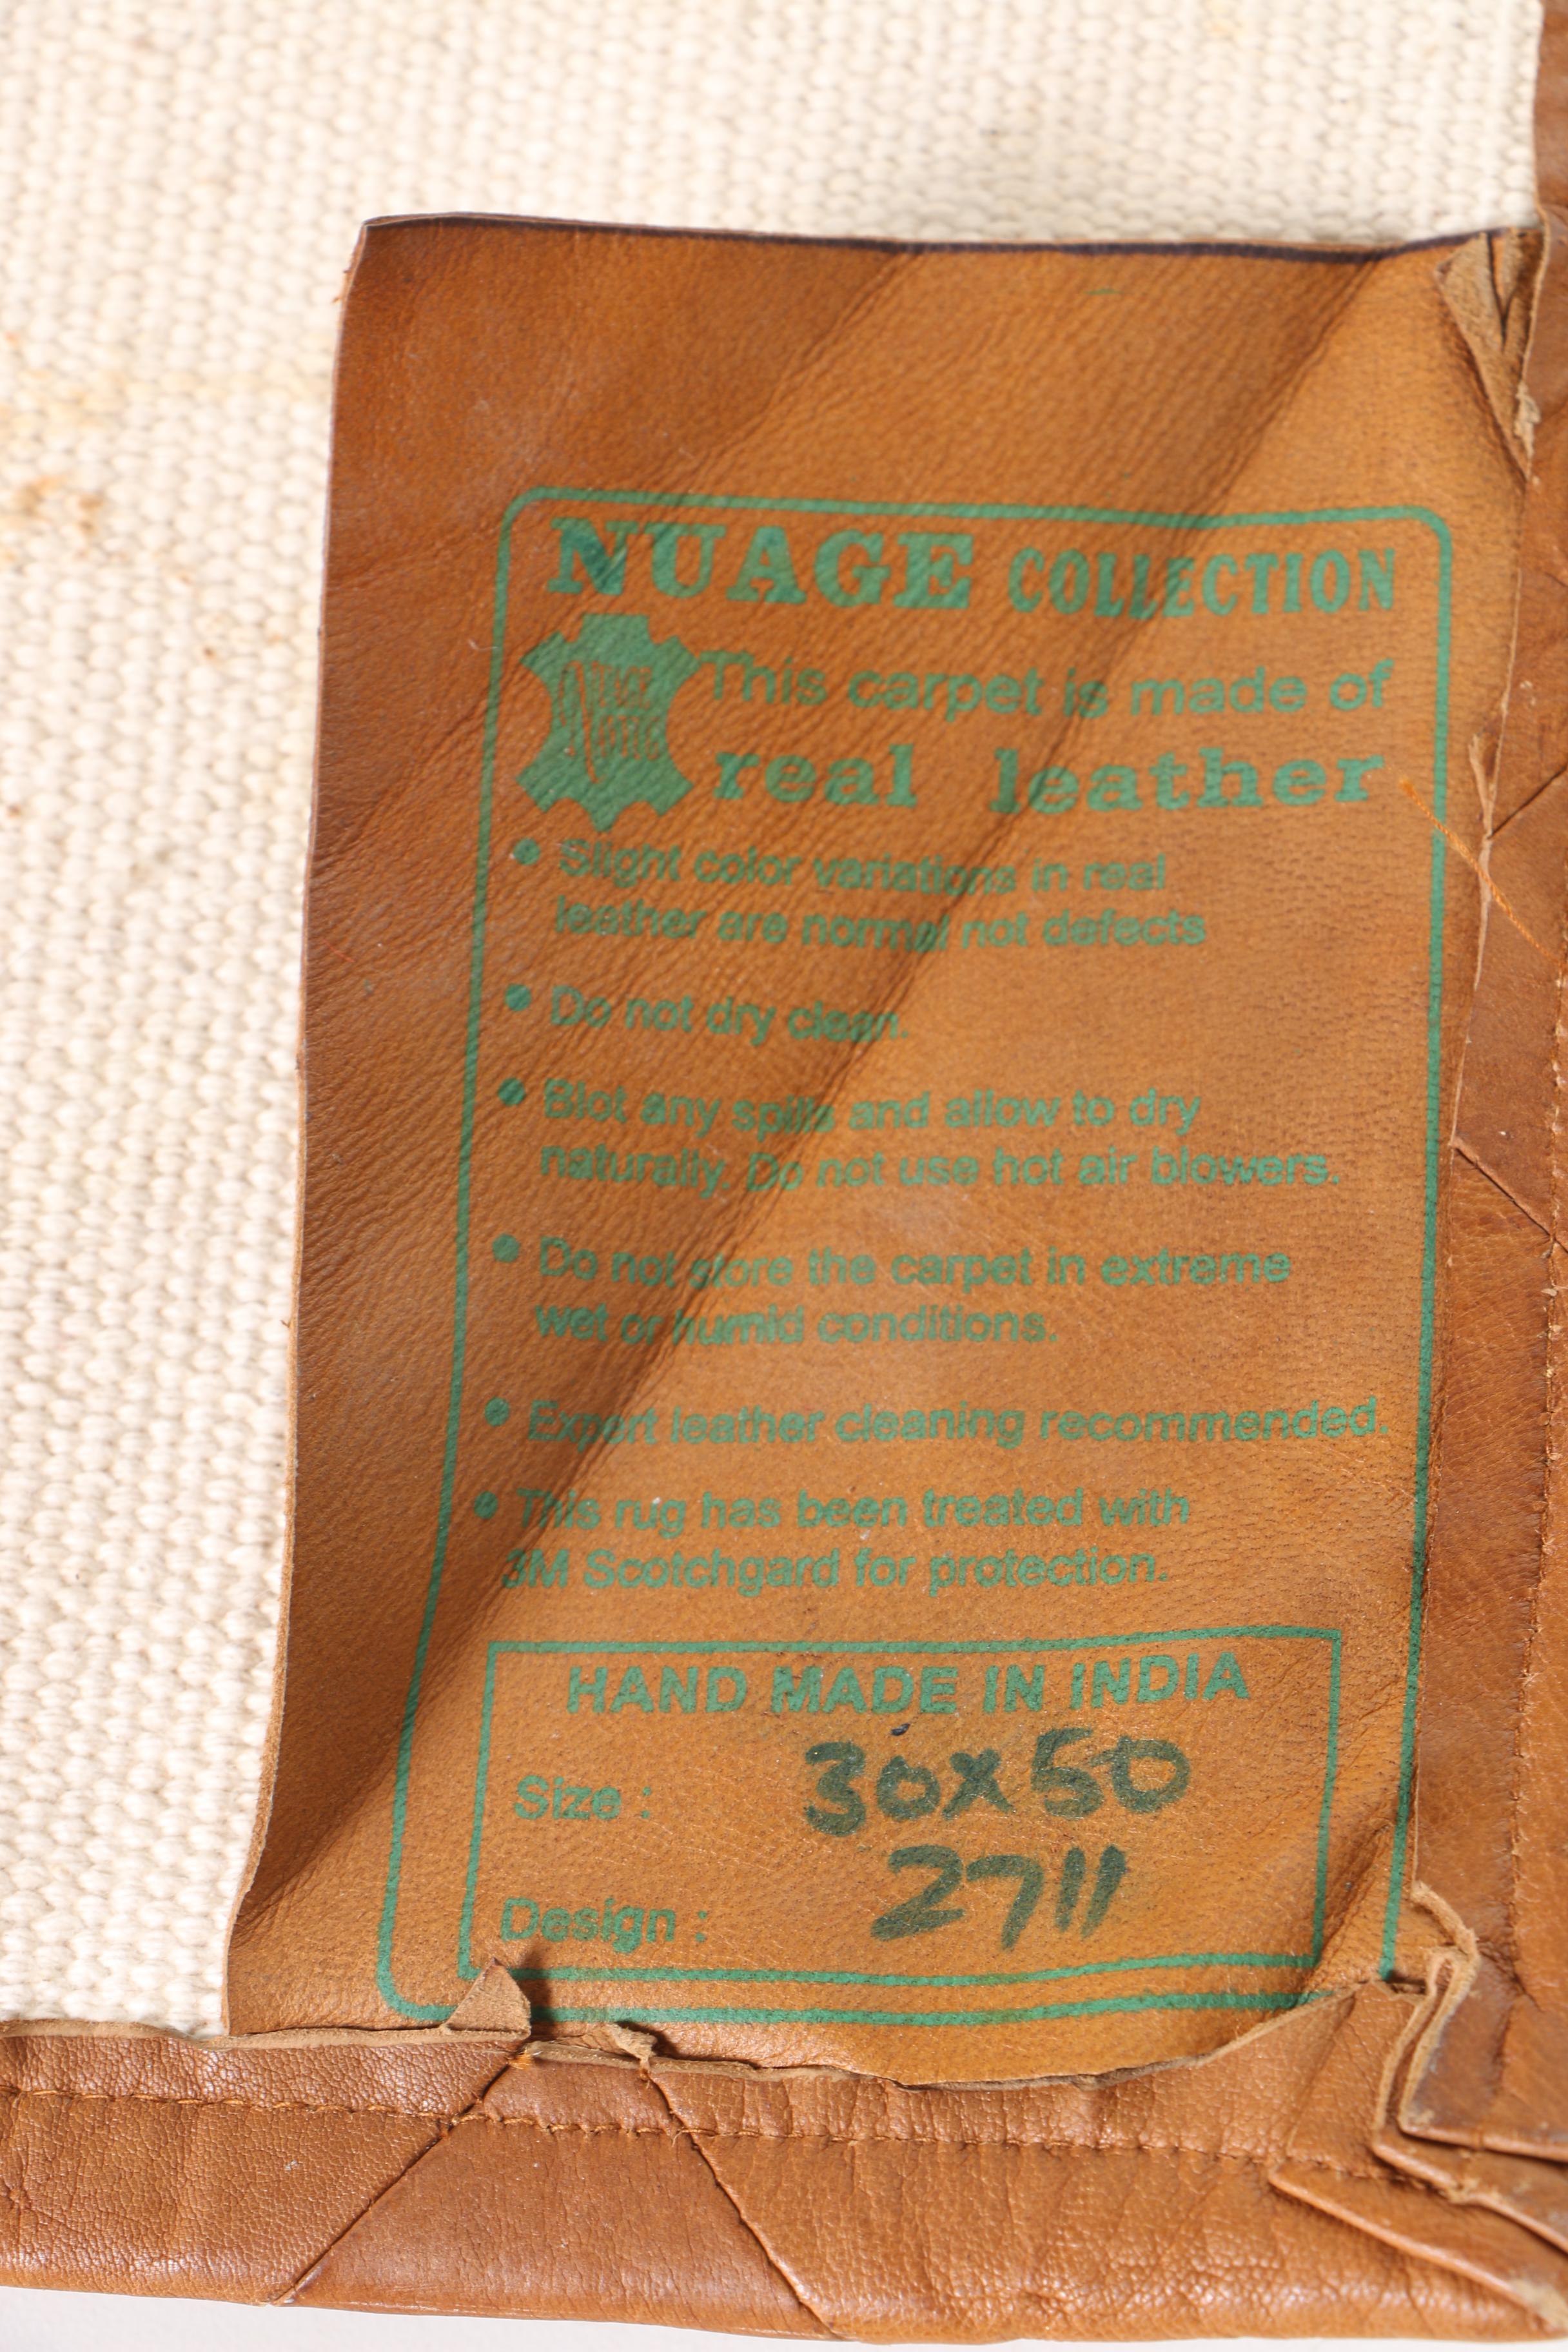 NUAGE COLLECTION
This carpet is made of
real leather
• Slight color variations in real
leather are normal not defects
• Do not dry clean.
• Blot any spills and allow to dry
naturally. Do not use hot air blowers.
• Do not store the carpet in extreme
wet or humid conditions.
• Expert leather cleaning recommended.
• This rug has been treated with
3M Scotchgard for protection.
HAND MADE IN INDIA
Size : 30x50
Design : 2711